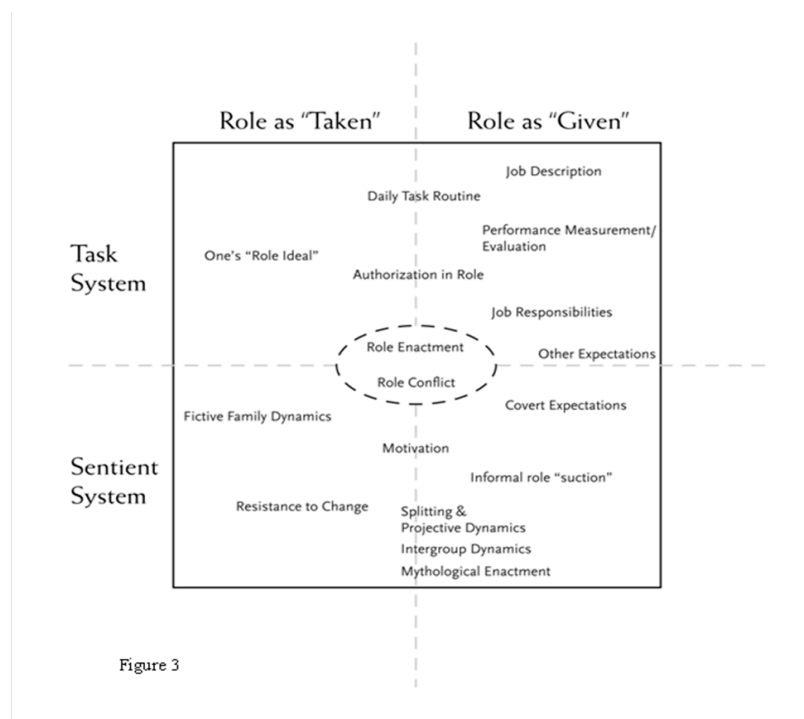 Role as “Taken”
Role as “Given”
Job Description
Daily Task Routine
Performance Measurement/
Evaluation
Task
System
One’s “Role Ideal”
Authorization in Role
Job Responsibilities
Role Enactment
Other Expectations
Role Conflict
Covert Expectations
Fictive Family Dynamics
Motivation
Sentient
System
Informal role “suction”
Resistance to Change
Splitting &
Projective Dynamics
Intergroup Dynamics
Mythological Enactment
Figure 3